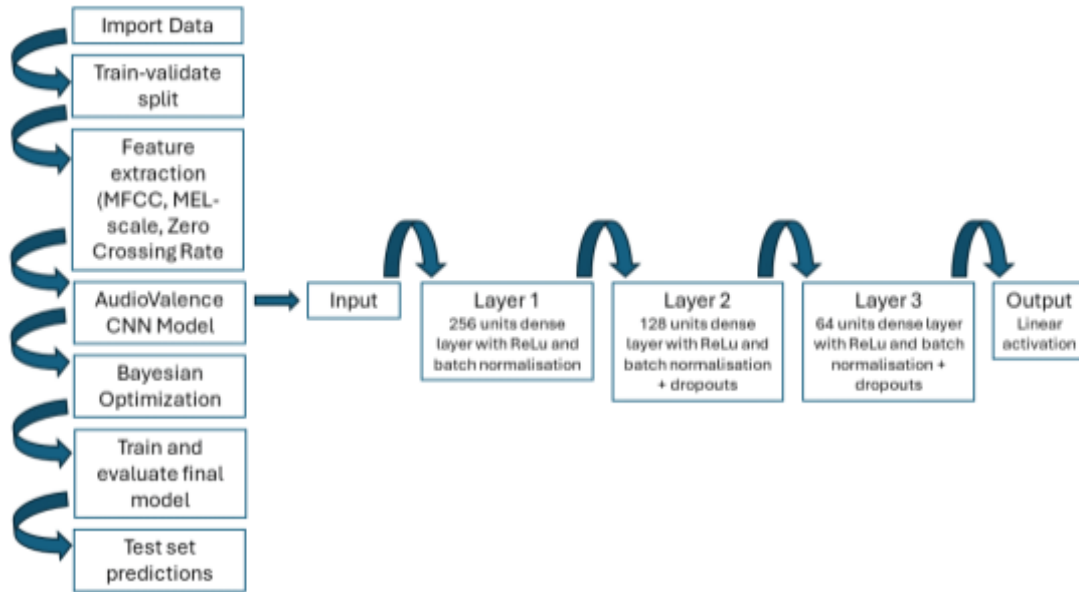 Import Data
Train-validate
split
Feature
extraction
(MFCC, MEL-
scale, Zero
Crossing Rate
AudioValence
CNN Model
Bayesian
Optimization
Train and
evaluate final
model
Test set
predictions
Input
Layer 1
256 units dense
layer with ReLu and
batch normalisation
Layer 2
128 units dense
layer with ReLu and
batch normalisation
+ dropouts
Layer 3
64 units dense layer
with ReLu and batch
normalisation +
dropouts
Output
Linear
activation